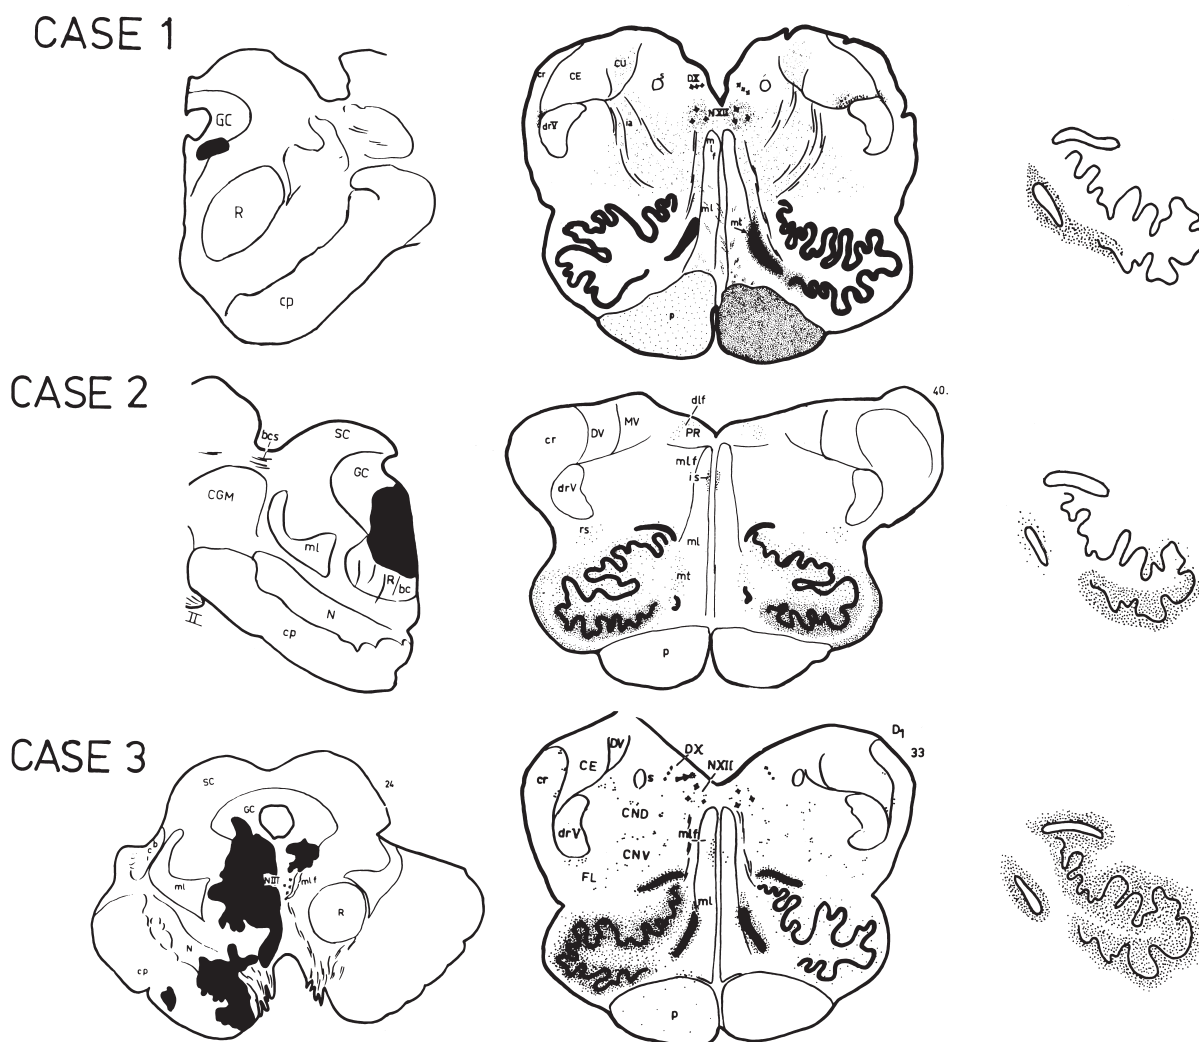 CASE 1
GC
R
cp
cr
CE
CU
s
DX
NXII
drV
ia
m
l
f
ml
mt
p
CASE 2
bcs
SC
GC
CGM
ml
R
bc
N
cp
II
dlf
40.
cr
DV
MV
PR
mlf
is
drV
rs
ml
mt
p
CASE 3
SC
24
GC
b
c
NIII
mlf
ml
R
N
cp
DV
DX
D1
33
CE
NXII
cr
s
CND
drV
mlf
CNV
FL
ml
p